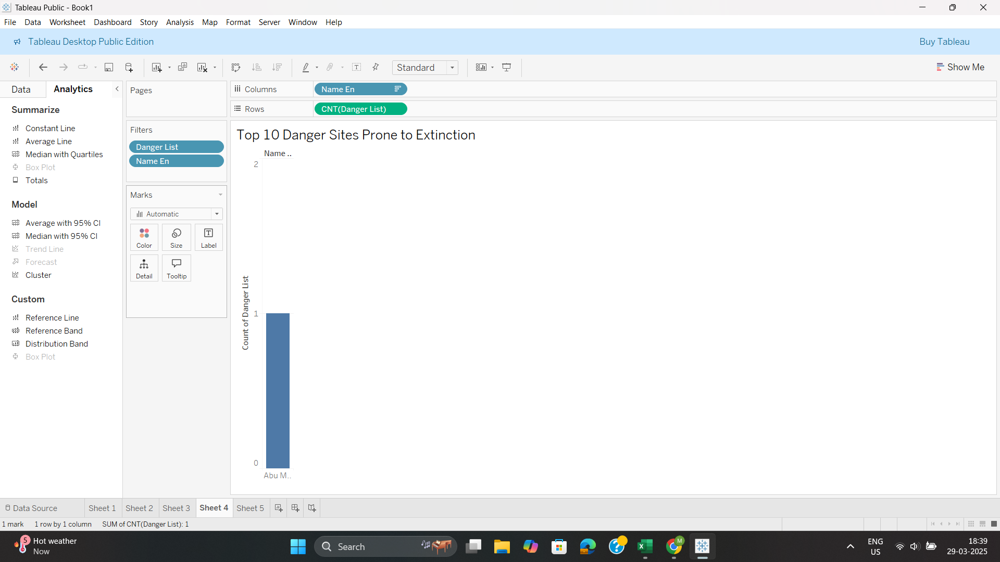 Tableau Public - Book1
File Data Worksheet Dashboard Story Analysis Map Format Server Window Help
Tableau Desktop Public Edition
Buy Tableau
Standard
Show Me
Data
Analytics
Summarize
Constant Line
Average Line
Median with Quartiles
Box Plot
Totals
Model
Average with 95% CI
Median with 95% CI
Trend Line
Forecast
Cluster
Custom
Reference Line
Reference Band
Distribution Band
Box Plot
Pages
Filters
Danger List
Name En
Marks
Automatic
Color
Size
Label
Detail
Tooltip
Columns
Name En
Rows
CNT(Danger List)
Top 10 Danger Sites Prone to Extinction
Name ..
2
1
0
Count of Danger List
Abu M..
Data Source
Sheet 1
Sheet 2
Sheet 3
Sheet 4
Sheet 5
1 mark
1 row by 1 column
SUM of CNT(Danger List): 1
5
Hot weather
Now
Search
M
ENG
US
18:39
29-03-2025